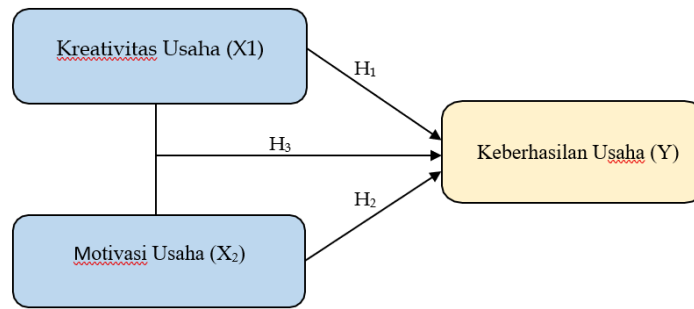 Kreativitas Usaha (X1)
H₁
H₃
Keberhasilan Usaha (Y)
H₂
Motivasi Usaha (X₂)